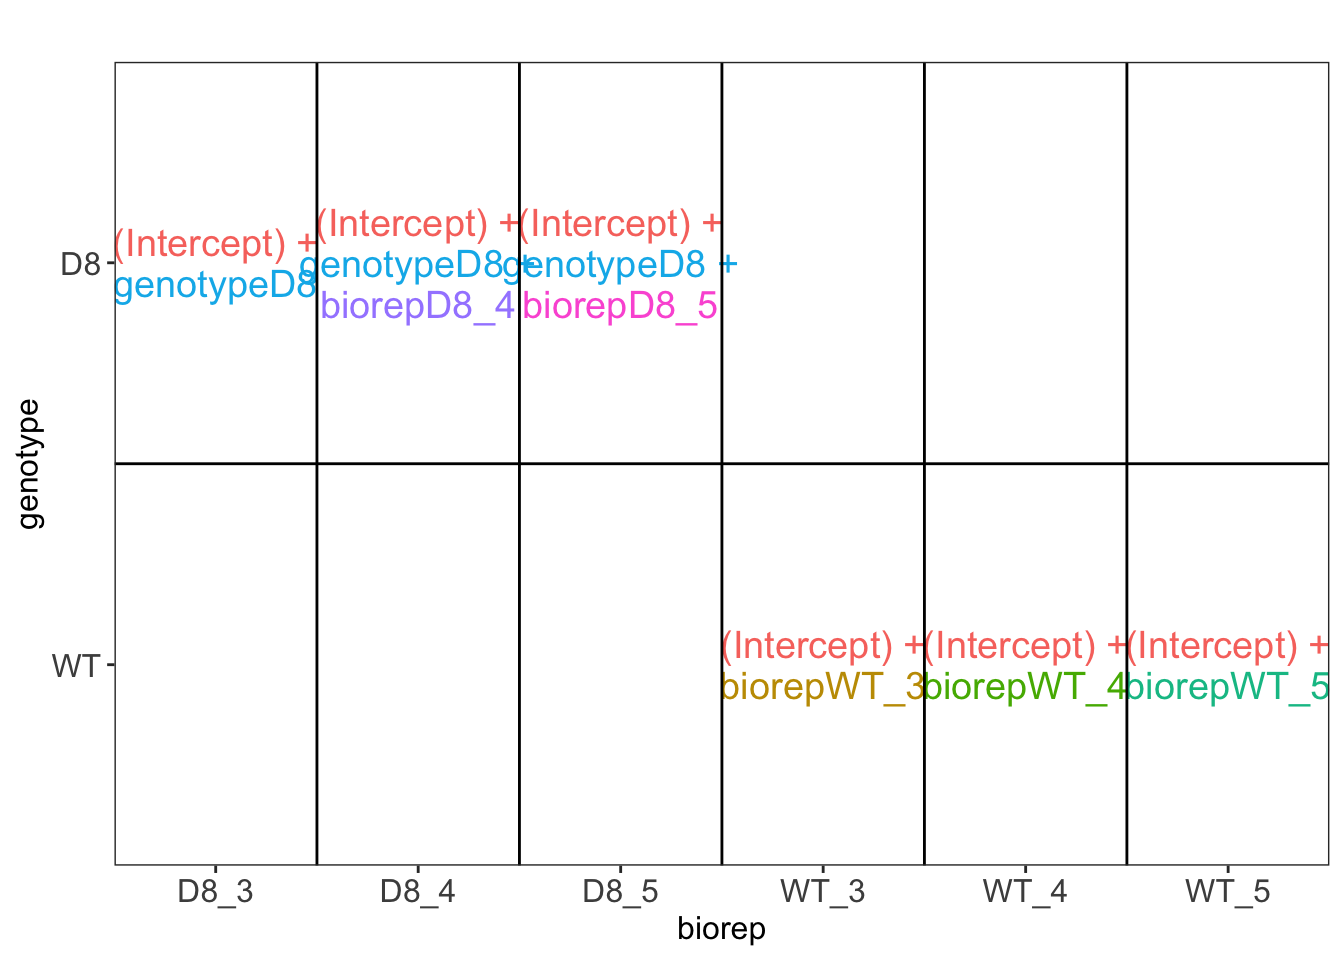 genotype
D8
(Intercept) +
genotypeD8
(Intercept) +
genotypeD8 +
biorepD8_4
(Intercept) +
genotypeD8 +
biorepD8_5
WT
(Intercept) +
biorepWT_3
(Intercept) +
biorepWT_4
(Intercept) +
biorepWT_5
D8_3
D8_4
D8_5
WT_3
WT_4
WT_5
biorep